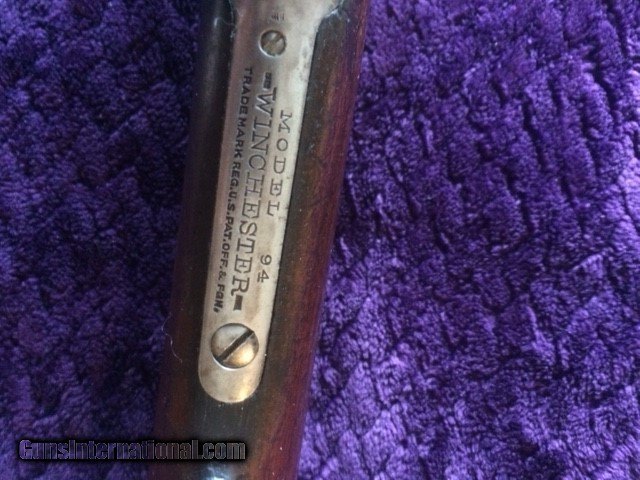 MODEL 94
-WINCHESTER-
TRADE MARK REG. U.S. PAT. OFF. & FGN.
GunsInternational.com